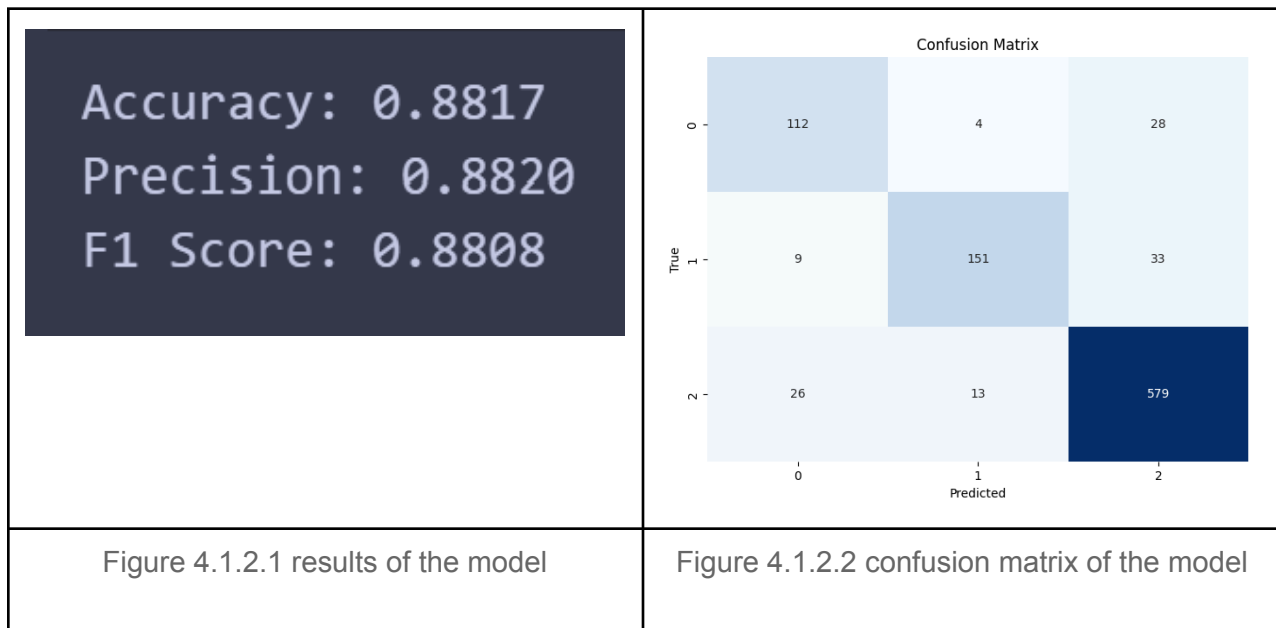 Accuracy: 0.8817
Precision: 0.8820
F1 Score: 0.8808
Confusion Matrix
0
112
4
28
True
1
9
151
33
2
26
13
579
0
1
2
Predicted
Figure 4.1.2.1 results of the model
Figure 4.1.2.2 confusion matrix of the model